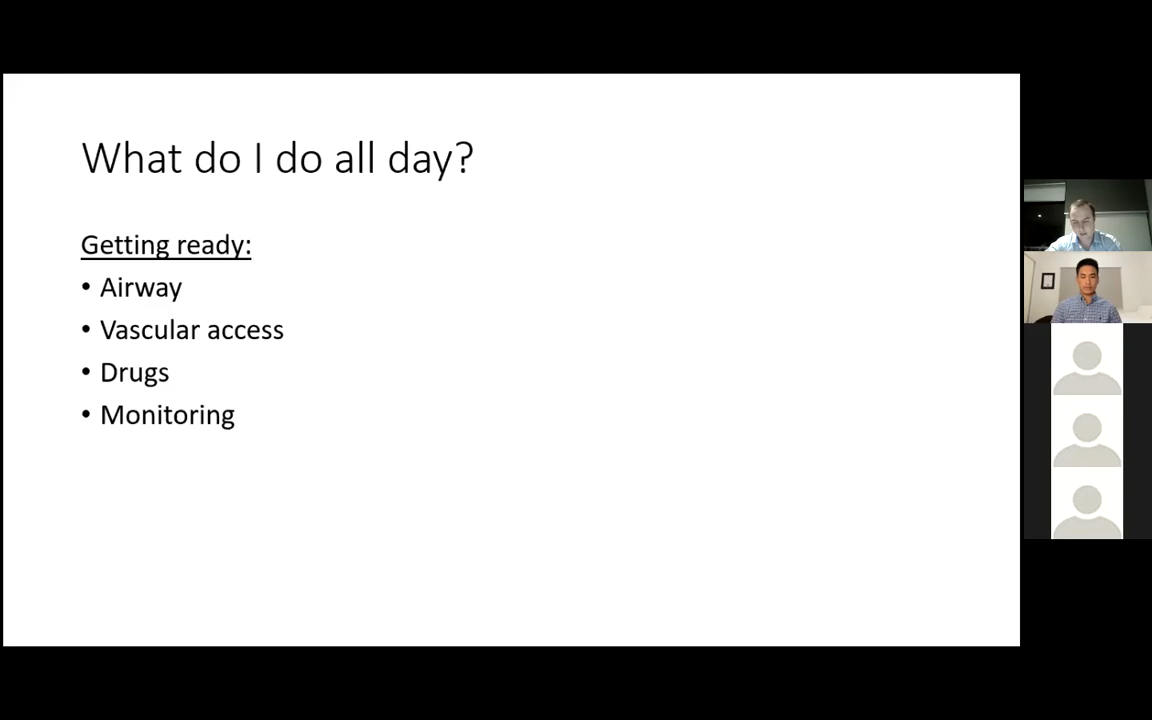 What do I do all day?
Getting ready:
• Airway
• Vascular access
• Drugs
• Monitoring